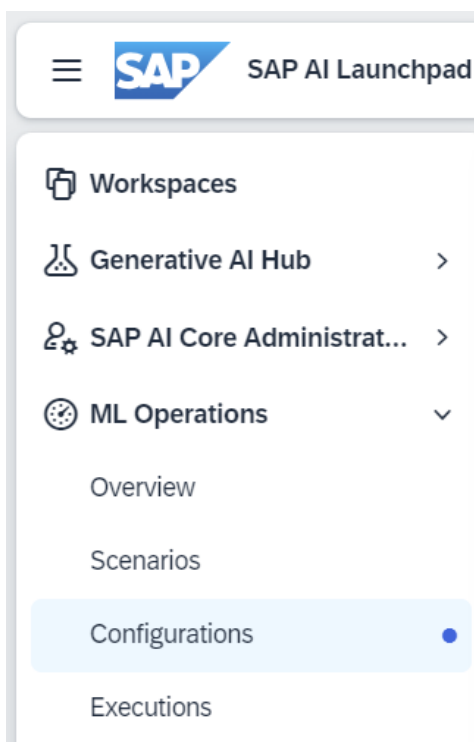 SAP SAP AI Launchpad
Workspaces
Generative AI Hub
SAP AI Core Administrat...
ML Operations
Overview
Scenarios
Configurations
Executions